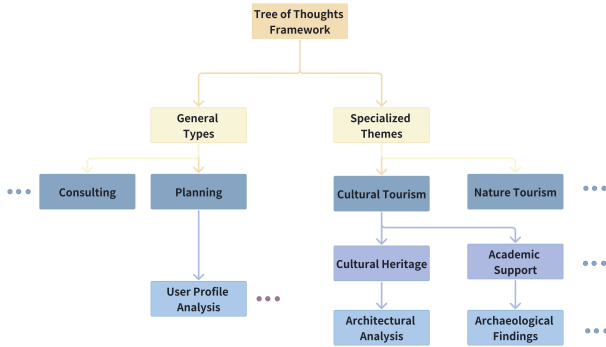 Tree of Thoughts
Framework
General
Types
Specialized
Themes
Consulting
Planning
Cultural Tourism
Nature Tourism
Cultural Heritage
Academic
Support
User Profile
Analysis
Architectural
Analysis
Archaeological
Findings